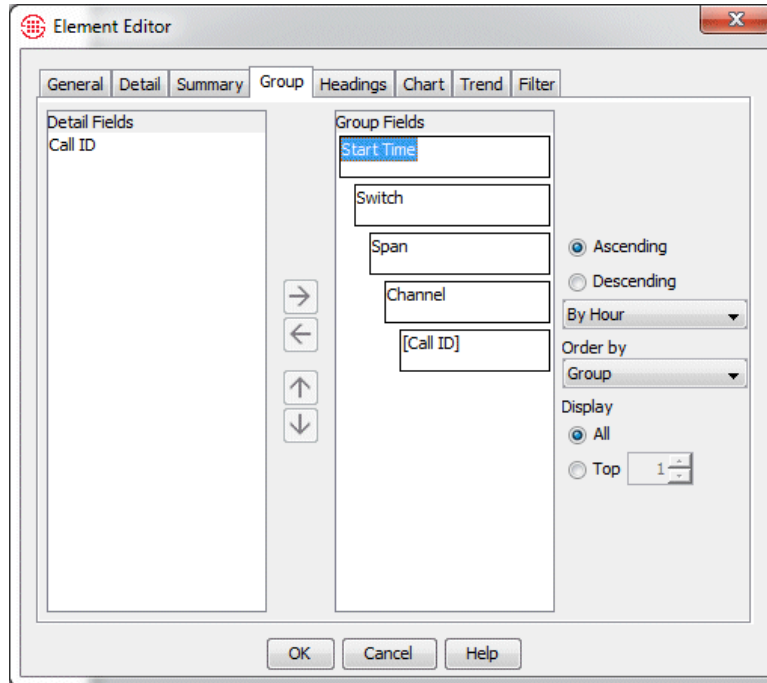 Element Editor
General Detail Summary Group Headings Chart Trend Filter
Detail Fields
Call ID
Group Fields
Start Time
Switch
Span
Channel
[Call ID]
Ascending
Descending
By Hour
Order by
Group
Display
All
Top 1
OK Cancel Help